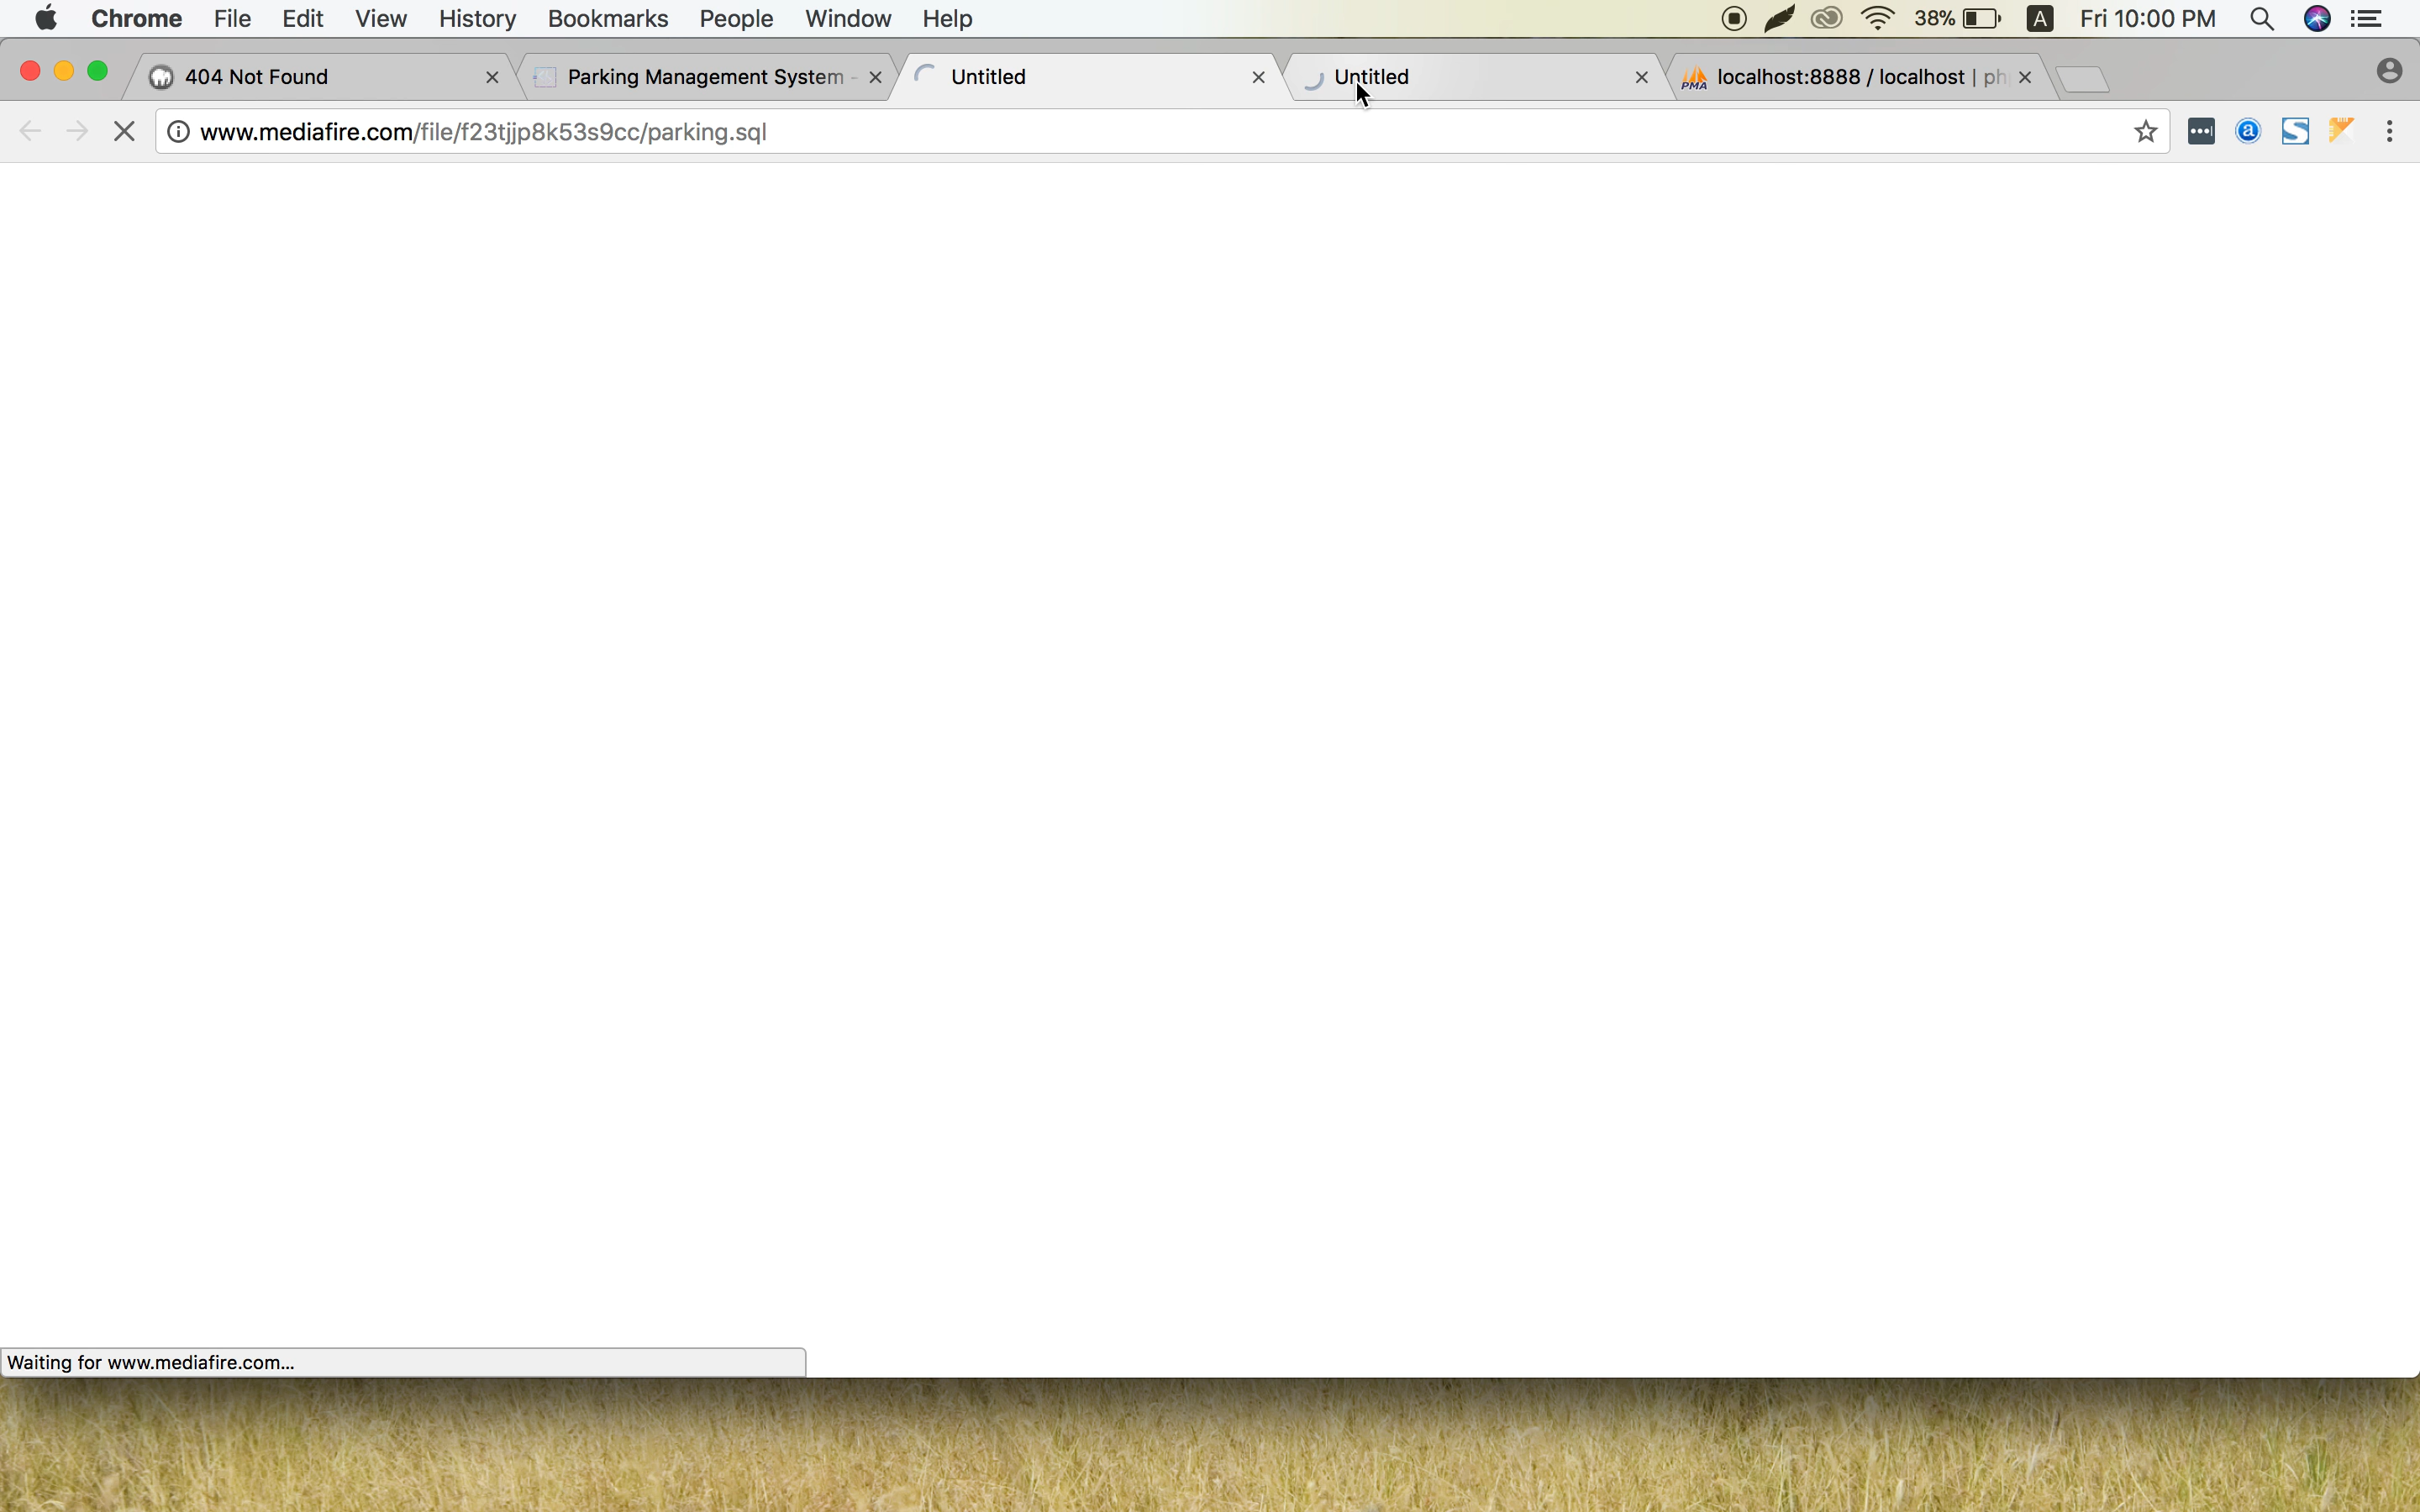 Chrome File Edit View History Bookmarks People Window Help 38% A Fri 10:00 PM
404 Not Found Parking Management System - Untitled Untitled PMA localhost:8888 / localhost | ph
www.mediafire.com/file/f23tjjp8k53s9cc/parking.sql
Waiting for www.mediafire.com...